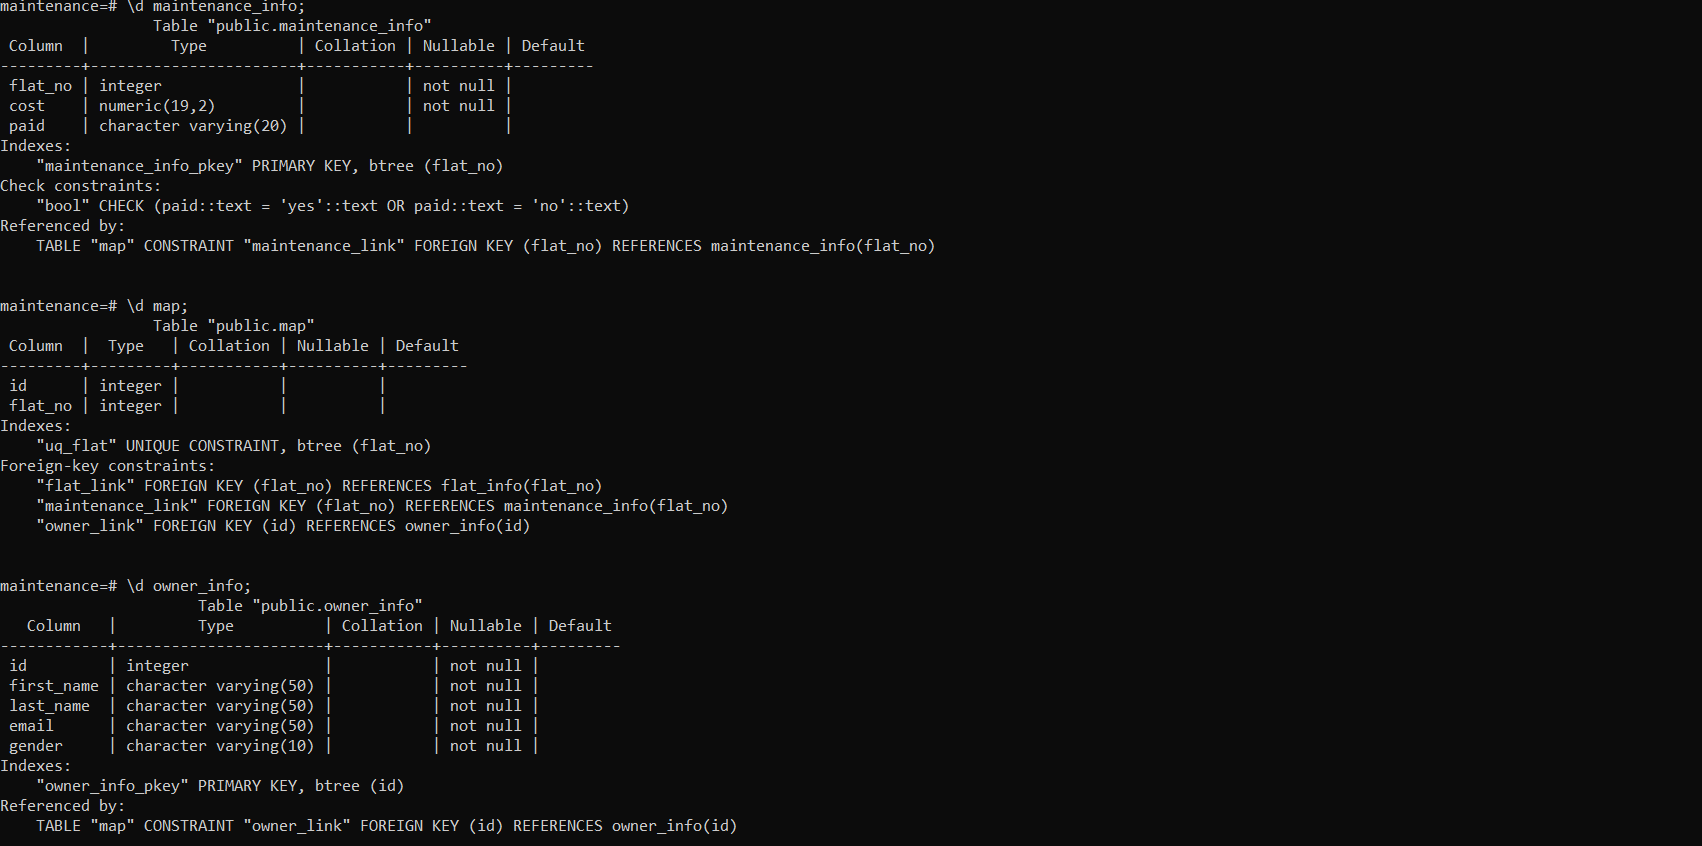 maintenance=# \d maintenance_info;
                 Table "public.maintenance_info"
 Column  |         Type          | Collation | Nullable | Default
---------+-----------------------+-----------+----------+---------
 flat_no | integer               |           | not null |
 cost    | numeric(19,2)         |           | not null |
 paid    | character varying(20) |           |          |
Indexes:
    "maintenance_info_pkey" PRIMARY KEY, btree (flat_no)
Check constraints:
    "bool" CHECK (paid::text = 'yes'::text OR paid::text = 'no'::text)
Referenced by:
    TABLE "map" CONSTRAINT "maintenance_link" FOREIGN KEY (flat_no) REFERENCES maintenance_info(flat_no)
maintenance=# \d map;
                 Table "public.map"
 Column  |  Type   | Collation | Nullable | Default
---------+---------+-----------+----------+---------
 id      | integer |           |          |
 flat_no | integer |           |          |
Indexes:
    "uq_flat" UNIQUE CONSTRAINT, btree (flat_no)
Foreign-key constraints:
    "flat_link" FOREIGN KEY (flat_no) REFERENCES flat_info(flat_no)
    "maintenance_link" FOREIGN KEY (flat_no) REFERENCES maintenance_info(flat_no)
    "owner_link" FOREIGN KEY (id) REFERENCES owner_info(id)
maintenance=# \d owner_info;
                      Table "public.owner_info"
   Column   |         Type          | Collation | Nullable | Default
------------+-----------------------+-----------+----------+---------
 id         | integer               |           | not null |
 first_name | character varying(50) |           | not null |
 last_name  | character varying(50) |           | not null |
 email      | character varying(50) |           | not null |
 gender     | character varying(10) |           | not null |
Indexes:
    "owner_info_pkey" PRIMARY KEY, btree (id)
Referenced by:
    TABLE "map" CONSTRAINT "owner_link" FOREIGN KEY (id) REFERENCES owner_info(id)